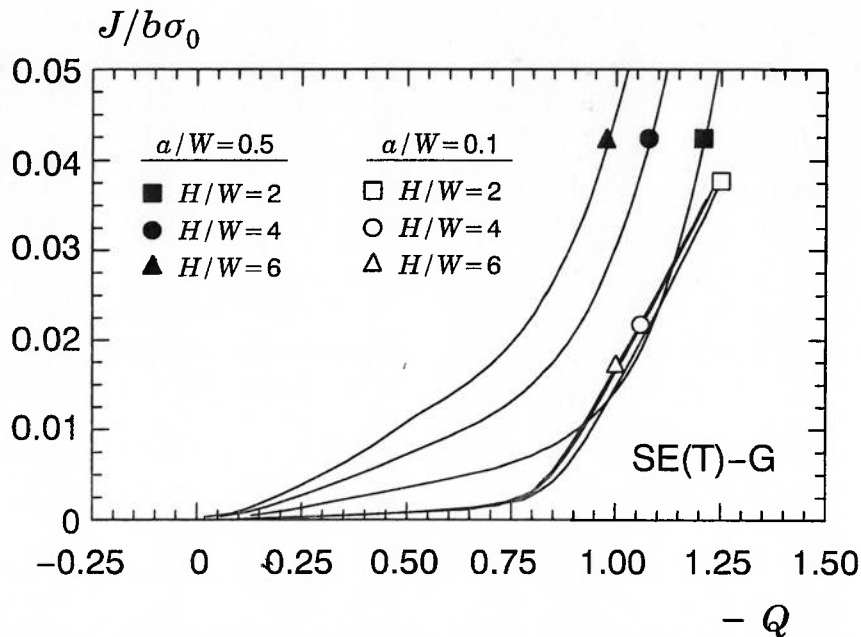 J/bσ₀
0.05
0.04
0.03
0.02
0.01
0
a/W=0.5
H/W=2
H/W=4
H/W=6
a/W=0.1
H/W=2
H/W=4
H/W=6
SE(T)−G
−0.25 0 0.25 0.50 0.75 1.00 1.25 1.50
− Q